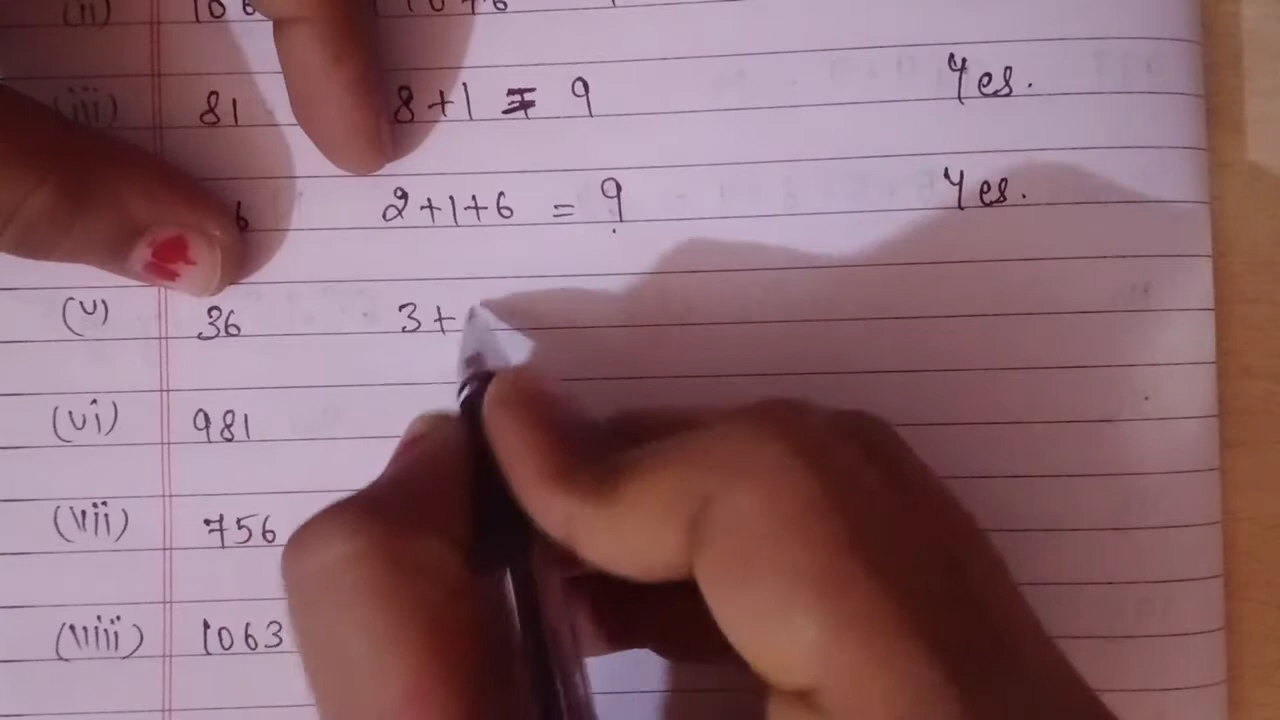 (iii) 81 8+1 = 9 Yes.
6 2+1+6 = 9 Yes.
(v) 36 3+
(vi) 981
(vii) 756
(viii) 1063